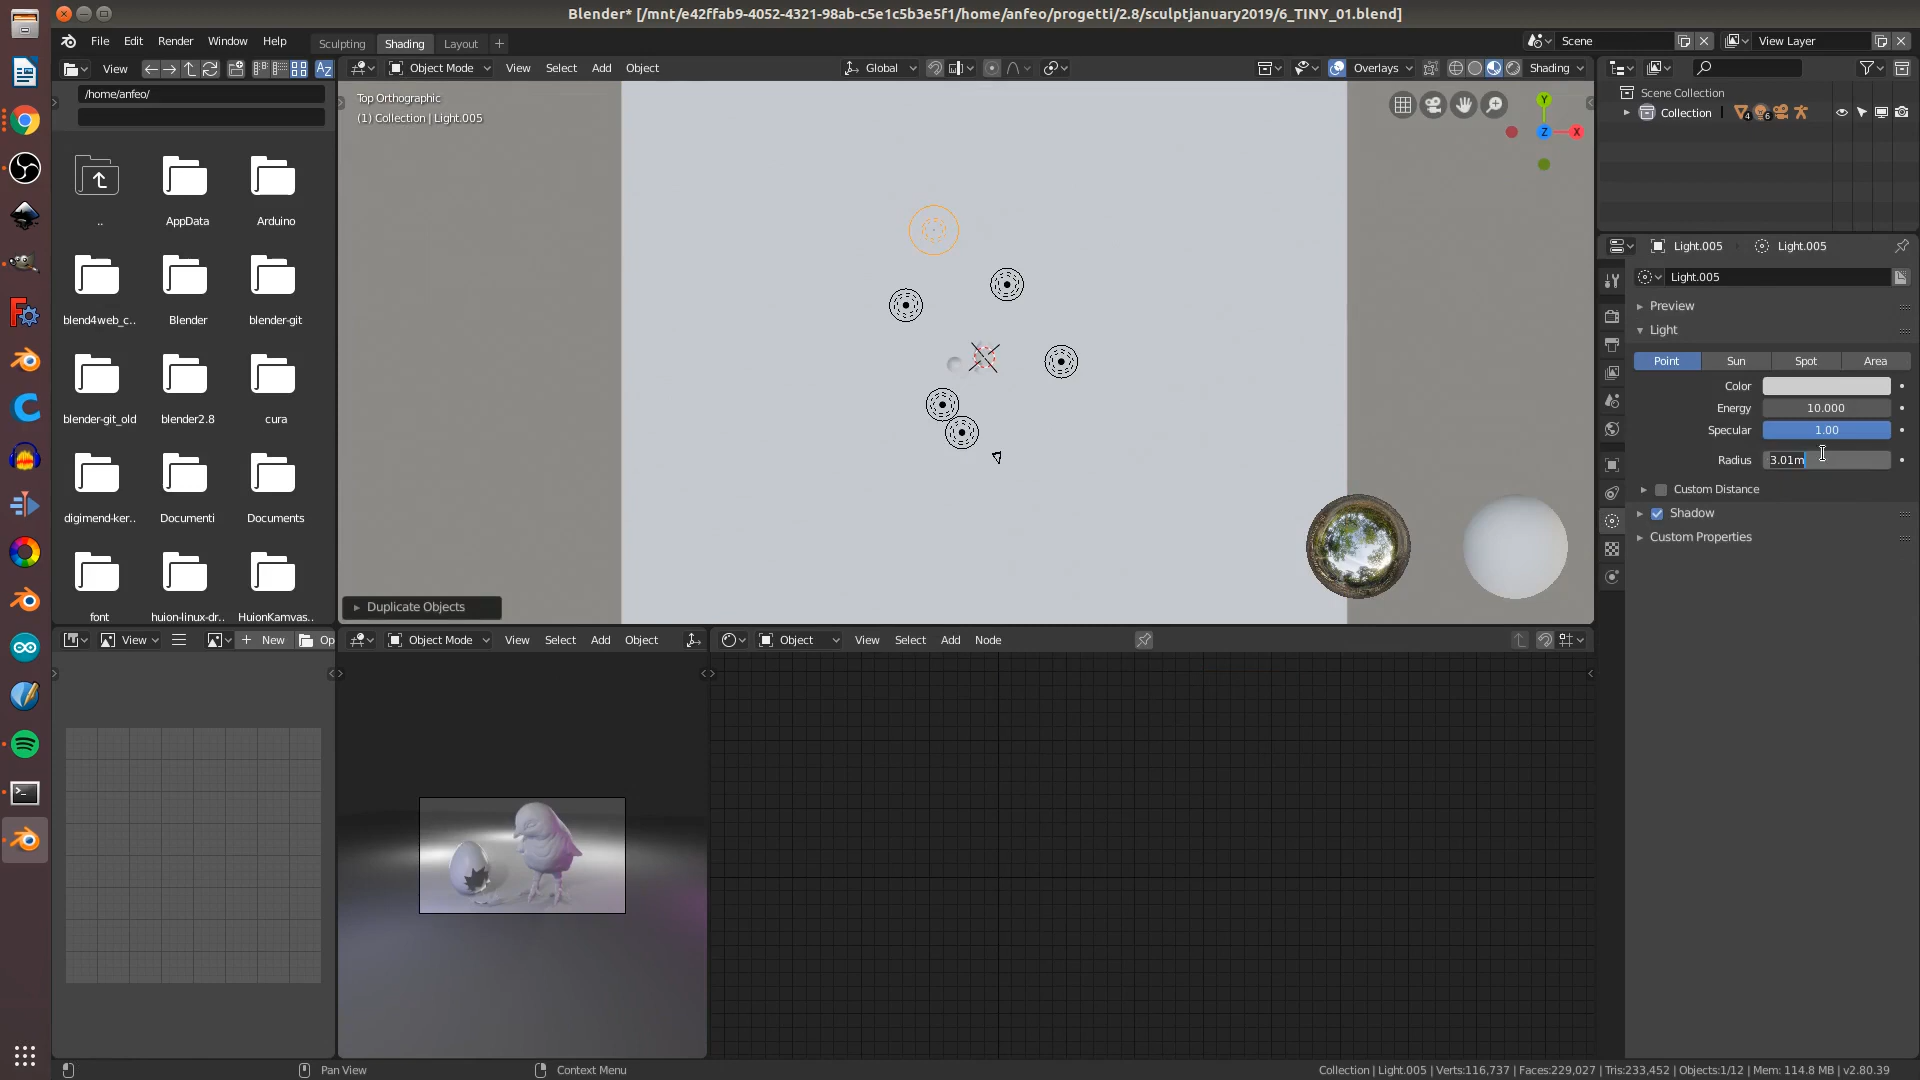 Blender* [/mnt/e42ffab9-4052-4321-98ab-c5e1c5b3e5f1/home/anfeo/progetti/2.8/sculptjanuary2019/6_TINY_01.blend]
File Edit Render Window Help Sculpting Shading Layout + Scene View Layer
View Object Mode View Select Add Object Global Overlays Shading
/home/anfeo/
Top Orthographic
(1) Collection | Light.005
Scene Collection
Collection 4 6
Y
Z X
.. AppData Arduino
blend4web_c.. Blender blender-git
blender-git_old blender2.8 cura
digimend-ker.. Documenti Documents
font huion-linux-dr.. HuionKamvas..
Light.005 Light.005
Light.005
Preview
Light
Point Sun Spot Area
Color
Energy 10.000
Specular 1.00
Radius 3.01m
Custom Distance
Shadow
Custom Properties
Duplicate Objects
View + New Op Object Mode View Select Add Object Object View Select Add Node
Pan View Context Menu Collection | Light.005 | Verts:116,737 | Faces:229,027 | Tris:233,452 | Objects:1/12 | Mem: 114.8 MB | v2.80.39